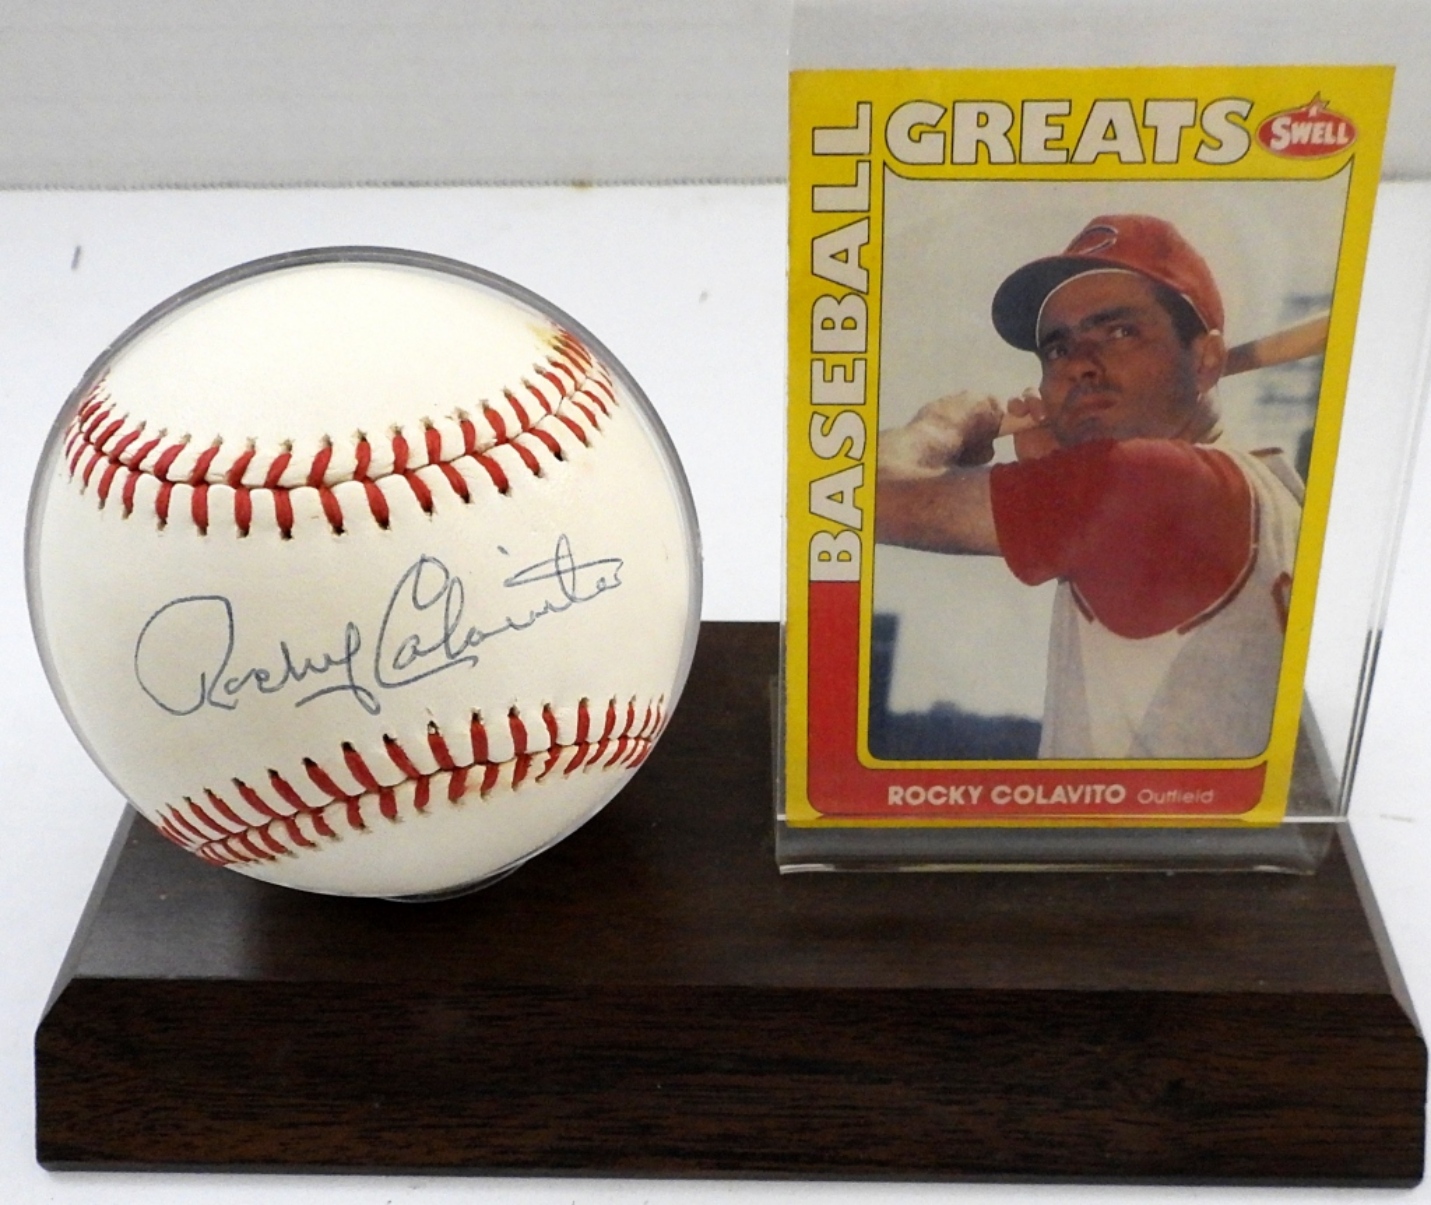 Rocky Colavito
BASEBALL
GREATS
SWELL
C
ROCKY COLAVITO Outfield